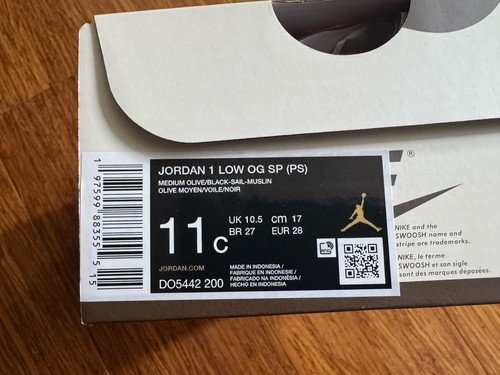 JORDAN 1 LOW OG SP (PS)
MEDIUM OLIVE/BLACK-SAIL-MUSLIN
OLIVE MOYEN/VOILE/NOIR
11C
UK 10.5 CM 17
BR 27 EUR 28
JORDAN.COM
DO5442 200
MADE IN INDONESIA/
FABRIQUÉ EN INDONESIE/
FABRICADO NA INDONÉSIA/
HECHO EN INDONESIA
RFID
1 97599 88355 5 15
®
NIKE and the
SWOOSH name and
stripe are trademarks.
NIKE, le terme
SWOOSH et son sigle
sont des marques déposées.